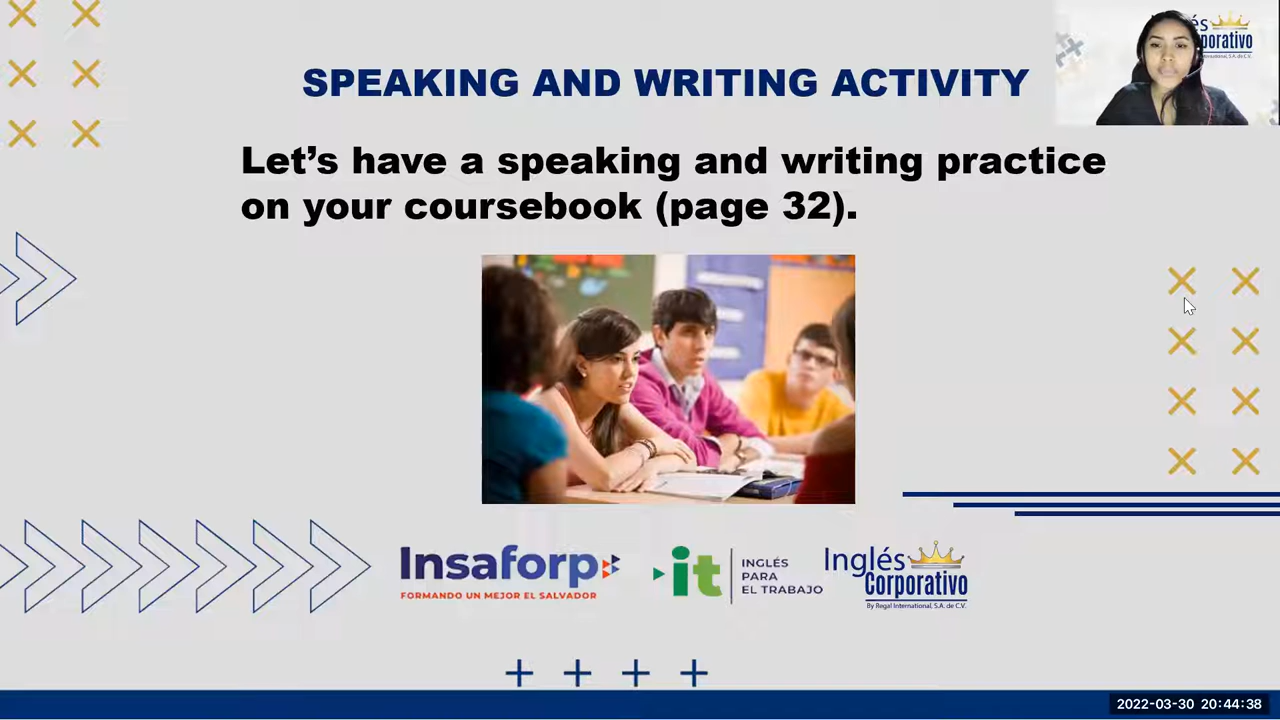 SPEAKING AND WRITING ACTIVITY
Let's have a speaking and writing practice
on your coursebook (page 32).
Insaforp
FORMANDO UN MEJOR EL SALVADOR
it
INGLÉS
PARA
EL TRABAJO
Inglés
Corporativo
By Regal International, S.A. de C.V.
2022-03-30 20:44:38